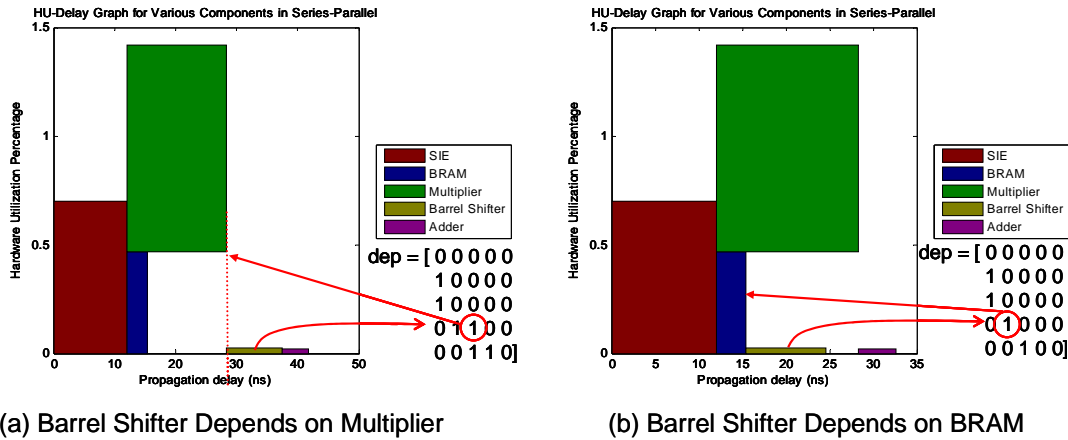 HU-Delay Graph for Various Components in Series-Parallel
1.5
1
0.5
0
Hardware Utilization Percentage
0 10 20 30 40 50
Propagation delay (ns)
SIE
BRAM
Multiplier
Barrel Shifter
Adder
dep = [ 0 0 0 0 0
1 0 0 0 0
1 0 0 0 0
0 1 1 0 0
0 0 1 1 0]
(a) Barrel Shifter Depends on Multiplier
HU-Delay Graph for Various Components in Series-Parallel
1.5
1
0.5
0
Hardware Utilization Percentage
0 5 10 15 20 25 30 35
Propagation delay (ns)
SIE
BRAM
Multiplier
Barrel Shifter
Adder
dep = [ 0 0 0 0 0
1 0 0 0 0
1 0 0 0 0
0 1 0 0 0
0 0 1 0 0]
(b) Barrel Shifter Depends on BRAM